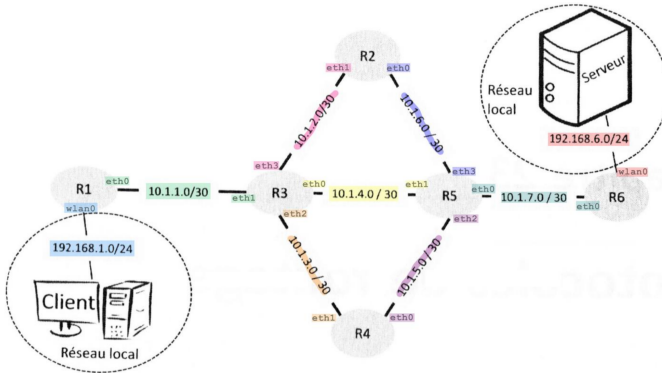 R2
eth1
eth0
Serveur
Réseau
local
10.1.2.0/30
10.1.6.0 / 30
192.168.6.0/24
eth3
eth3
wlan0
R1
eth0
10.1.1.0/30
eth1
R3
eth0
10.1.4.0 / 30
eth1
R5
eth0
10.1.7.0 / 30
eth0
R6
wlan0
eth2
eth2
192.168.1.0/24
10.1.3.0 / 30
10.1.5.0 / 30
Client
eth1
eth0
R4
Réseau local